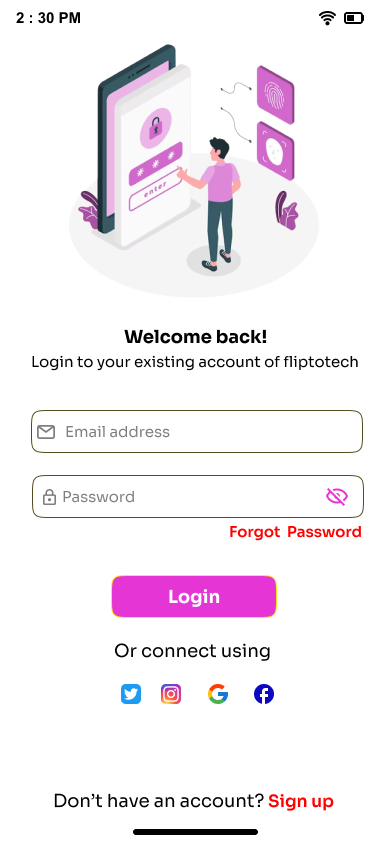 2 : 30 PM
* * *
enter
Welcome back!
Login to your existing account of fliptotech
Email address
Password
Forgot Password
Login
Or connect using
Don’t have an account? Sign up